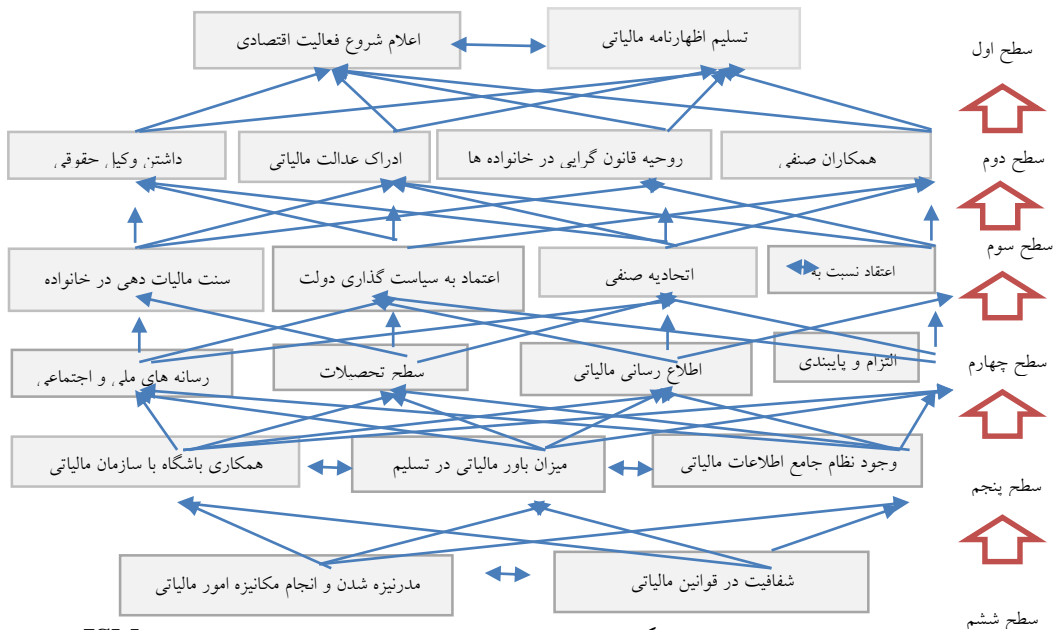 اعلام شروع فعالیت اقتصادی
تسلیم اظهارنامه مالیاتی
سطح اول
داشتن وکیل حقوقی
ادراک عدالت مالیاتی
روحیه قانون گرایی در خانواده ها
همکاران صنفی
سطح دوم
سنت مالیات دهی در خانواده
اعتماد به سیاست گذاری دولت
اتحادیه صنفی
اعتقاد نسبت به
سطح سوم
رسانه های ملی و اجتماعی
سطح تحصیلات
اطلاع رسانی مالیاتی
التزام و پایبندی
سطح چهارم
همکاری باشگاه با سازمان مالیاتی
میزان باور مالیاتی در تسلیم
وجود نظام جامع اطلاعات مالیاتی
سطح پنجم
مدرنیزه شدن و انجام مکانیزه امور مالیاتی
شفافیت در قوانین مالیاتی
سطح ششم